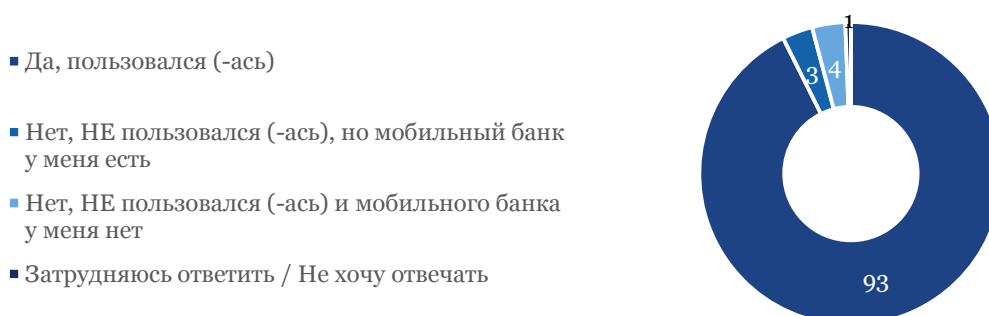 Да, пользовался (-ась)
Нет, НЕ пользовался (-ась), но мобильный банк
у меня есть
Нет, НЕ пользовался (-ась) и мобильного банка
у меня нет
Затрудняюсь ответить / Не хочу отвечать
1
3
4
93